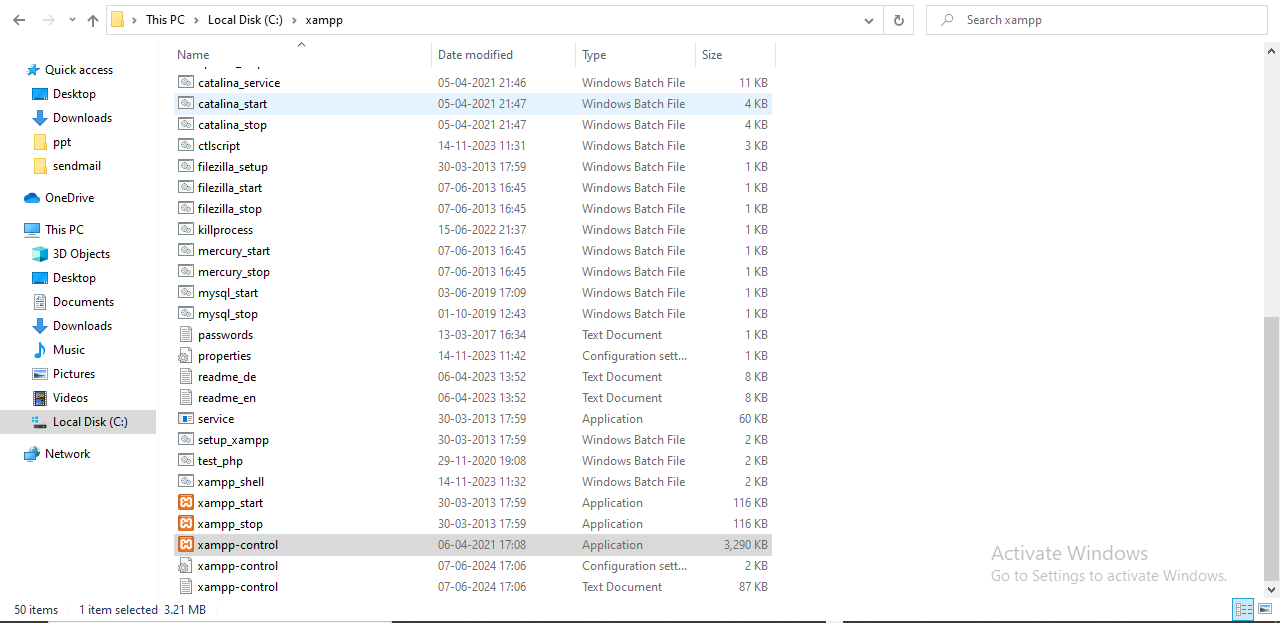 This PC > Local Disk (C:) > xampp
Search xampp
Name Date modified Type Size
Quick access
Desktop
Downloads
ppt
sendmail
OneDrive
This PC
3D Objects
Desktop
Documents
Downloads
Music
Pictures
Videos
Local Disk (C:)
Network
catalina_service 05-04-2021 21:46 Windows Batch File 11 KB
catalina_start 05-04-2021 21:47 Windows Batch File 4 KB
catalina_stop 05-04-2021 21:47 Windows Batch File 4 KB
ctlscript 14-11-2023 11:31 Windows Batch File 3 KB
filezilla_setup 30-03-2013 17:59 Windows Batch File 1 KB
filezilla_start 07-06-2013 16:45 Windows Batch File 1 KB
filezilla_stop 07-06-2013 16:45 Windows Batch File 1 KB
killprocess 15-06-2022 21:37 Windows Batch File 1 KB
mercury_start 07-06-2013 16:45 Windows Batch File 1 KB
mercury_stop 07-06-2013 16:45 Windows Batch File 1 KB
mysql_start 03-06-2019 17:09 Windows Batch File 1 KB
mysql_stop 01-10-2019 12:43 Windows Batch File 1 KB
passwords 13-03-2017 16:34 Text Document 1 KB
properties 14-11-2023 11:42 Configuration sett... 1 KB
readme_de 06-04-2023 13:52 Text Document 8 KB
readme_en 06-04-2023 13:52 Text Document 8 KB
service 30-03-2013 17:59 Application 60 KB
setup_xampp 30-03-2013 17:59 Windows Batch File 2 KB
test_php 29-11-2020 19:08 Windows Batch File 2 KB
xampp_shell 14-11-2023 11:32 Windows Batch File 2 KB
xampp_start 30-03-2013 17:59 Application 116 KB
xampp_stop 30-03-2013 17:59 Application 116 KB
xampp-control 06-04-2021 17:08 Application 3,290 KB
xampp-control 07-06-2024 17:06 Configuration sett... 2 KB
xampp-control 07-06-2024 17:06 Text Document 87 KB
Activate Windows
Go to Settings to activate Windows.
50 items 1 item selected 3.21 MB